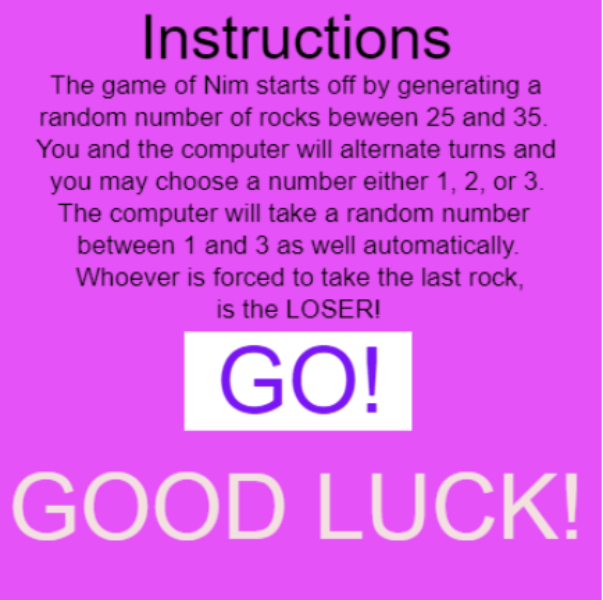 Instructions
The game of Nim starts off by generating a
random number of rocks beween 25 and 35.
You and the computer will alternate turns and
you may choose a number either 1, 2, or 3.
The computer will take a random number
between 1 and 3 as well automatically.
Whoever is forced to take the last rock,
is the LOSER!
GO!
GOOD LUCK!